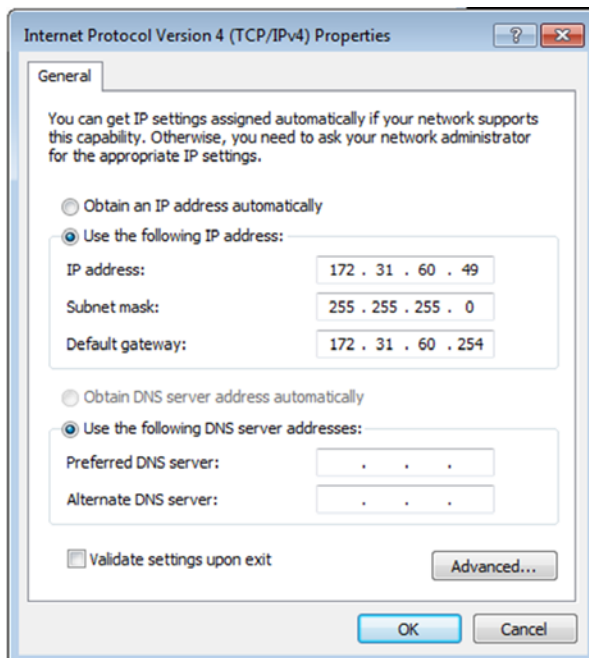 Internet Protocol Version 4 (TCP/IPv4) Properties
General
You can get IP settings assigned automatically if your network supports
this capability. Otherwise, you need to ask your network administrator
for the appropriate IP settings.
Obtain an IP address automatically
Use the following IP address:
IP address: 172 . 31 . 60 . 49
Subnet mask: 255 . 255 . 255 . 0
Default gateway: 172 . 31 . 60 . 254
Obtain DNS server address automatically
Use the following DNS server addresses:
Preferred DNS server: . . .
Alternate DNS server: . . .
Validate settings upon exit
Advanced...
OK Cancel